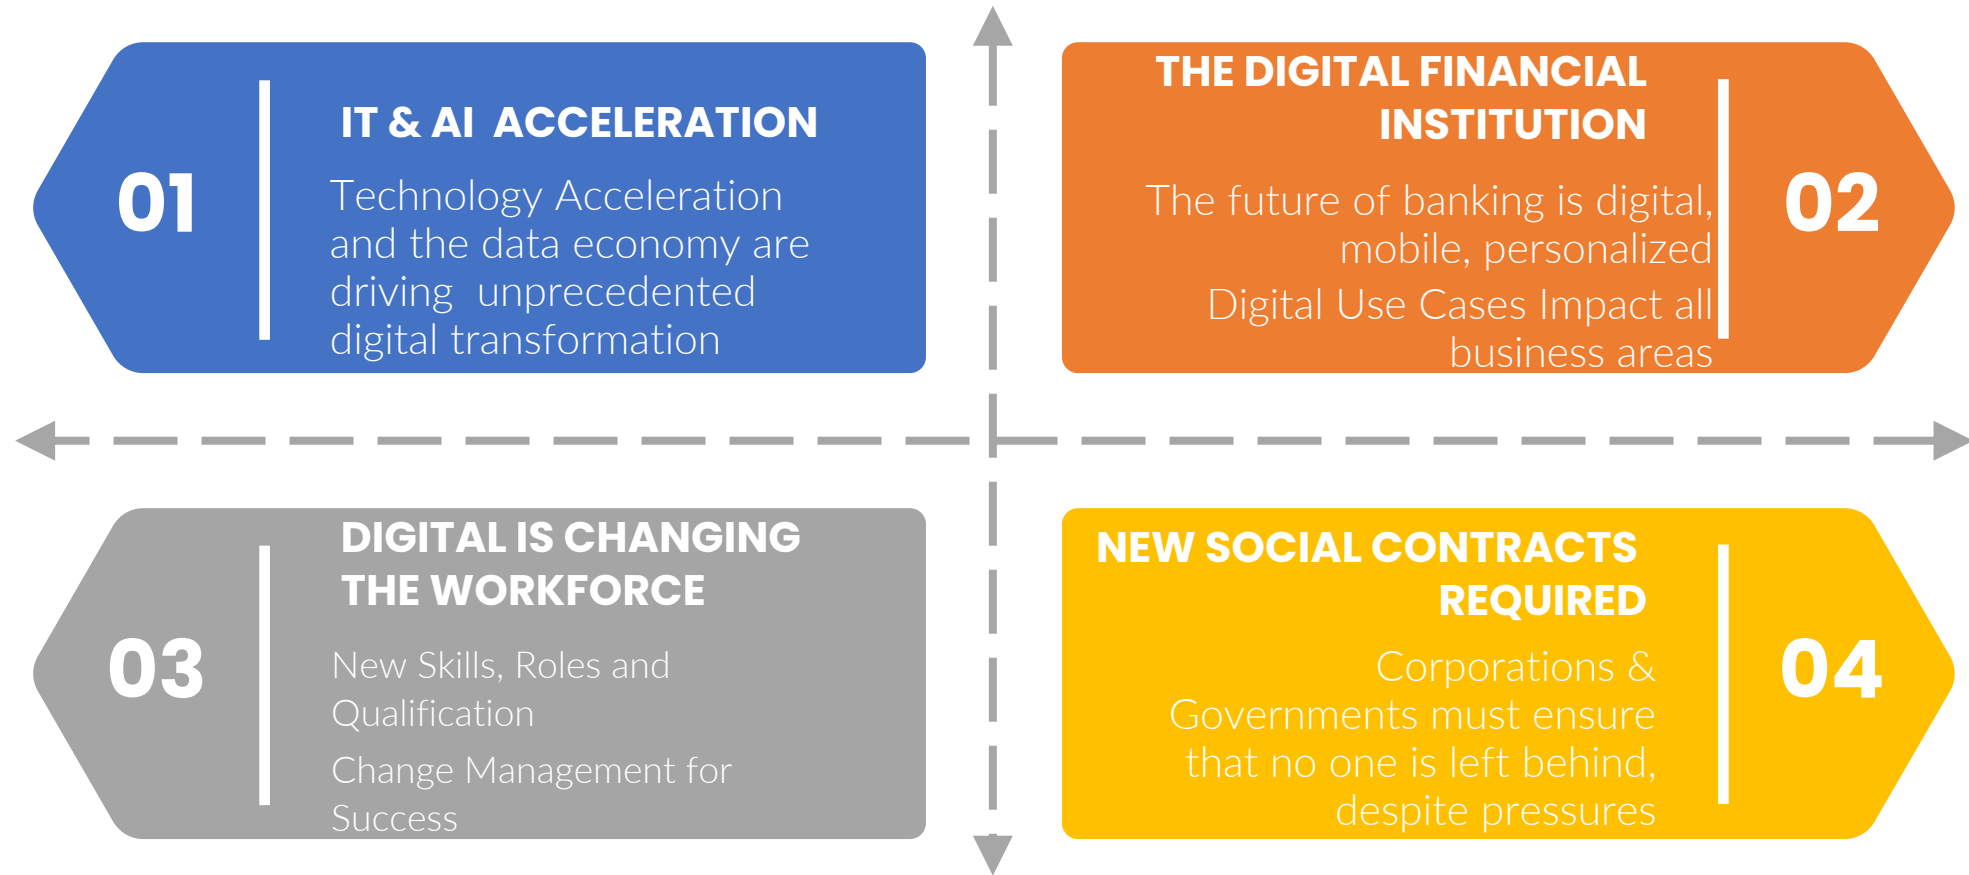 01
IT & AI  ACCELERATION
Technology Acceleration
and the data economy are
driving  unprecedented
digital transformation
THE DIGITAL FINANCIAL
INSTITUTION
The future of banking is digital,
mobile, personalized
Digital Use Cases Impact all
business areas
02
03
DIGITAL IS CHANGING
THE WORKFORCE
New Skills, Roles and
Qualification
Change Management for
Success
NEW SOCIAL CONTRACTS
REQUIRED
Corporations &
Governments must ensure
that no one is left behind,
despite pressures
04